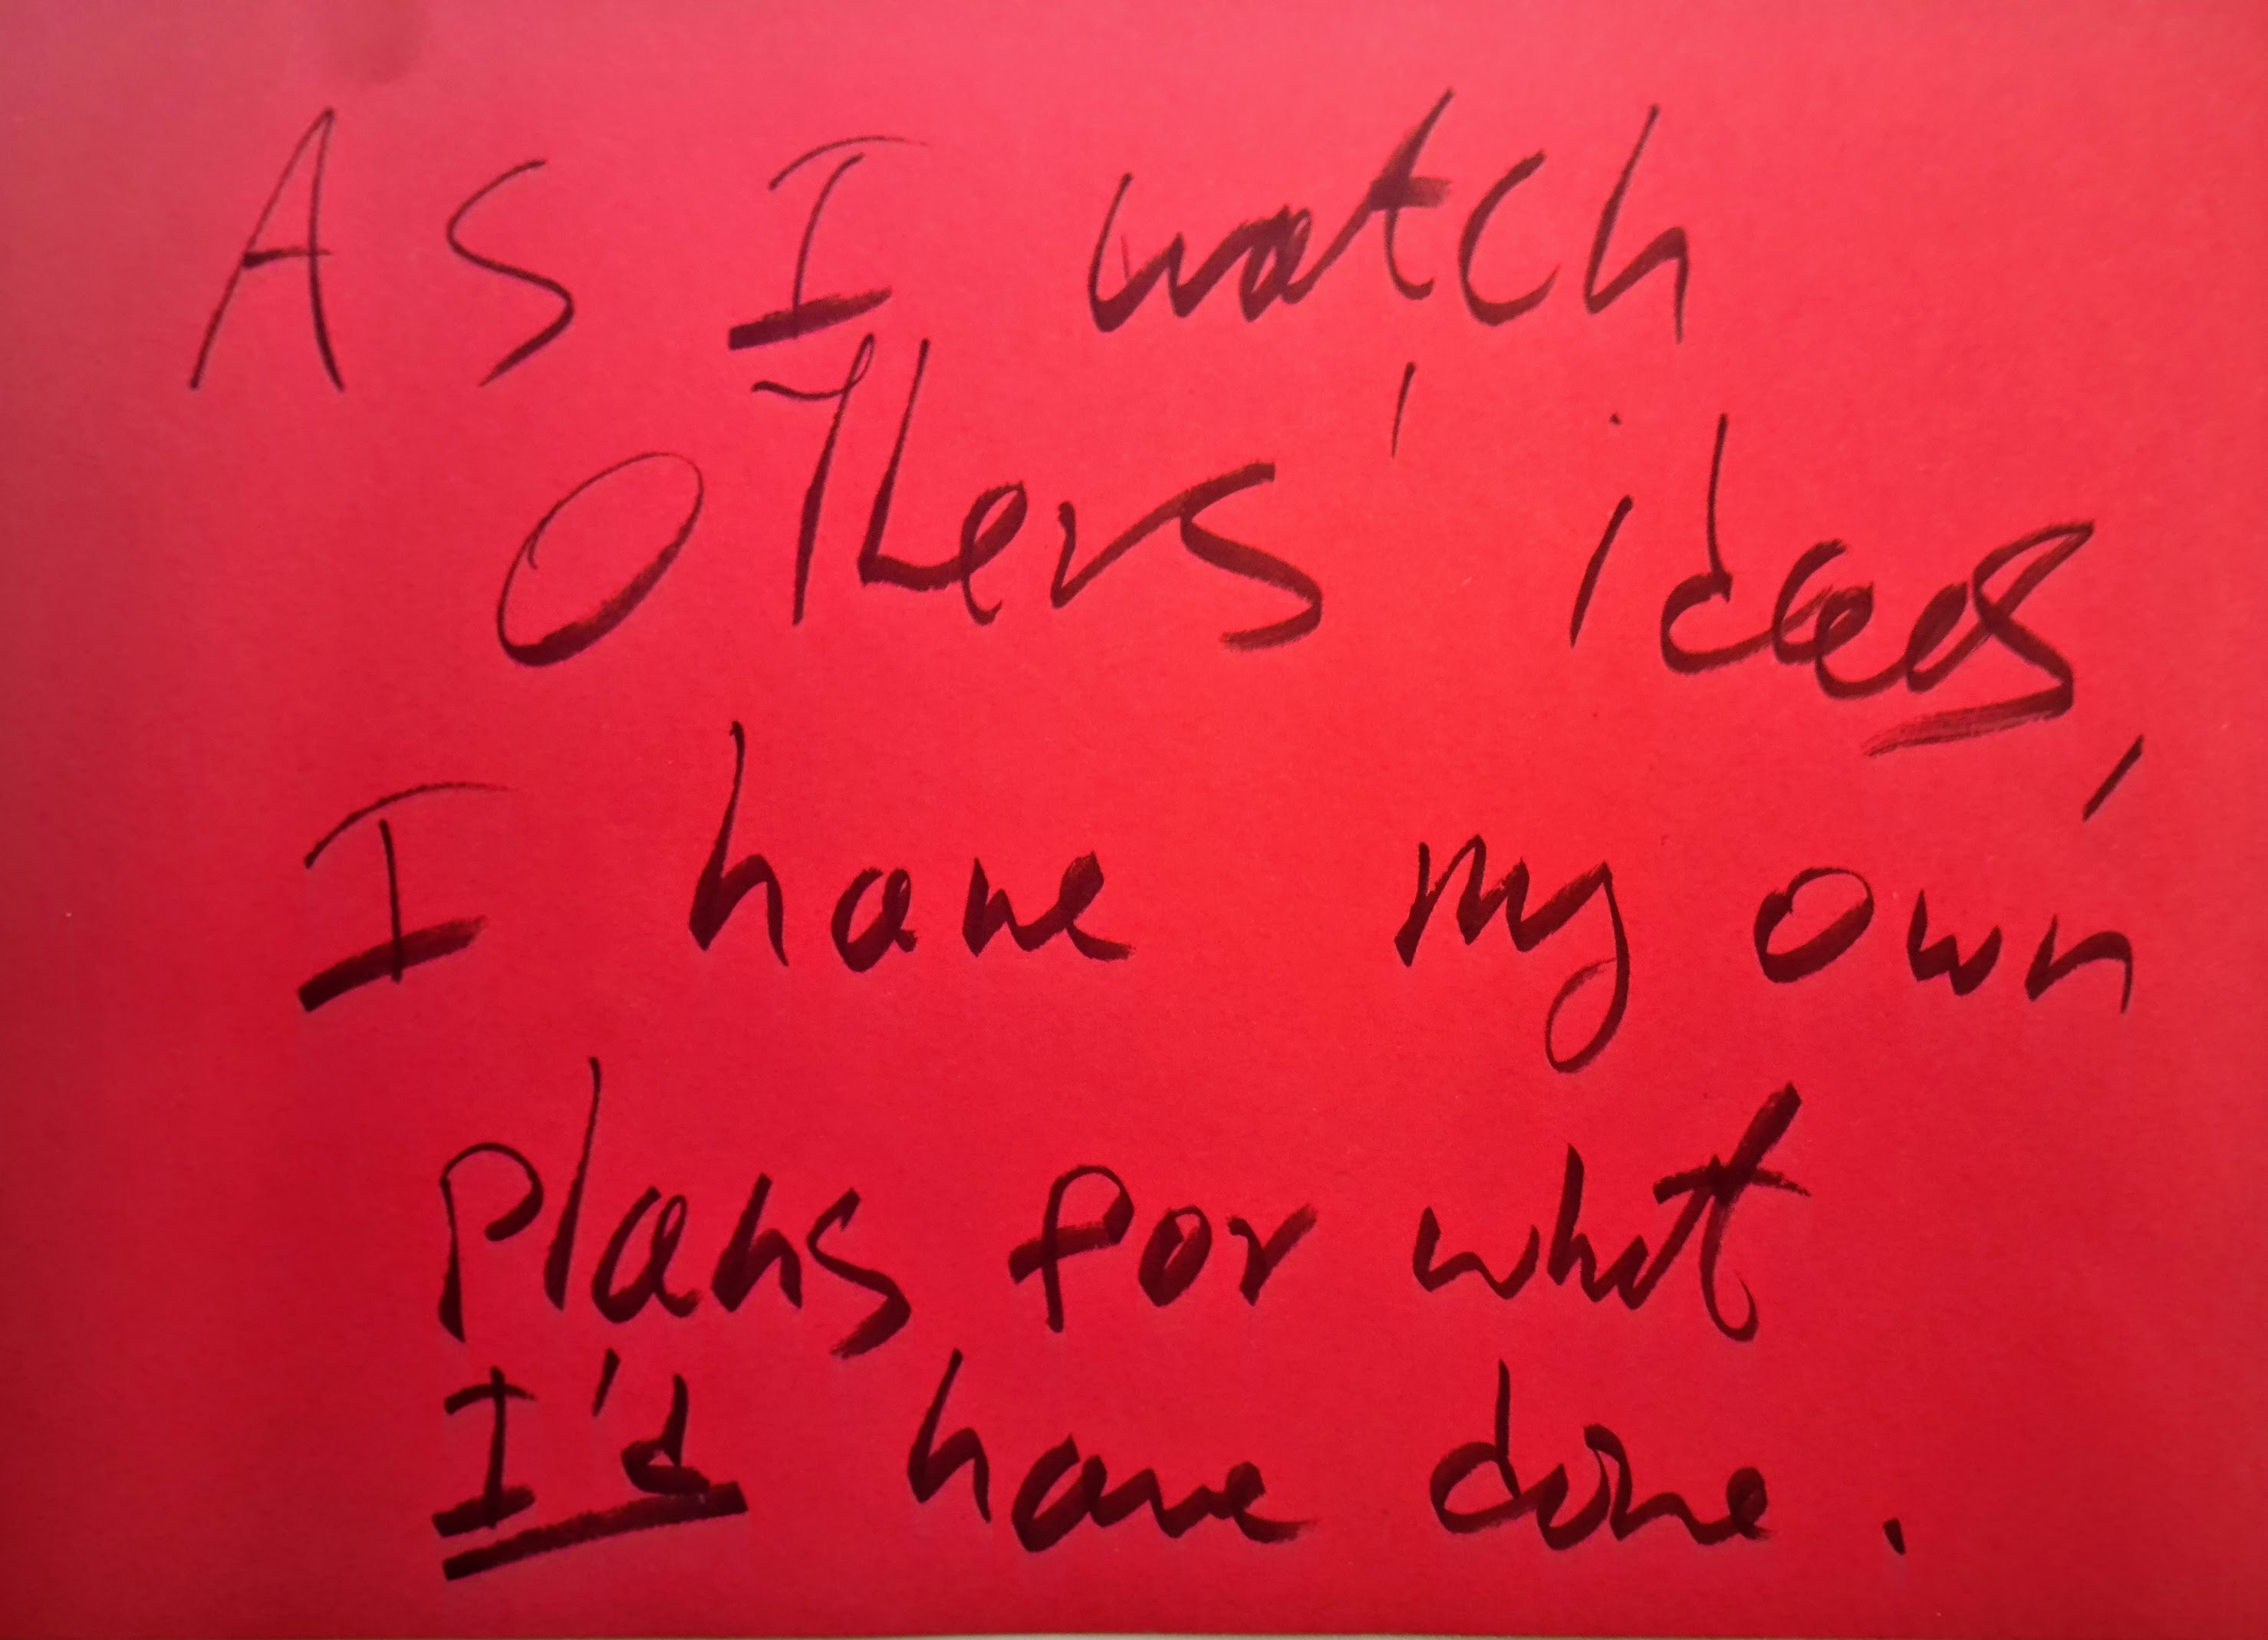 As I watch
others' ideas,
I have my own
plans for what
I'd have done.